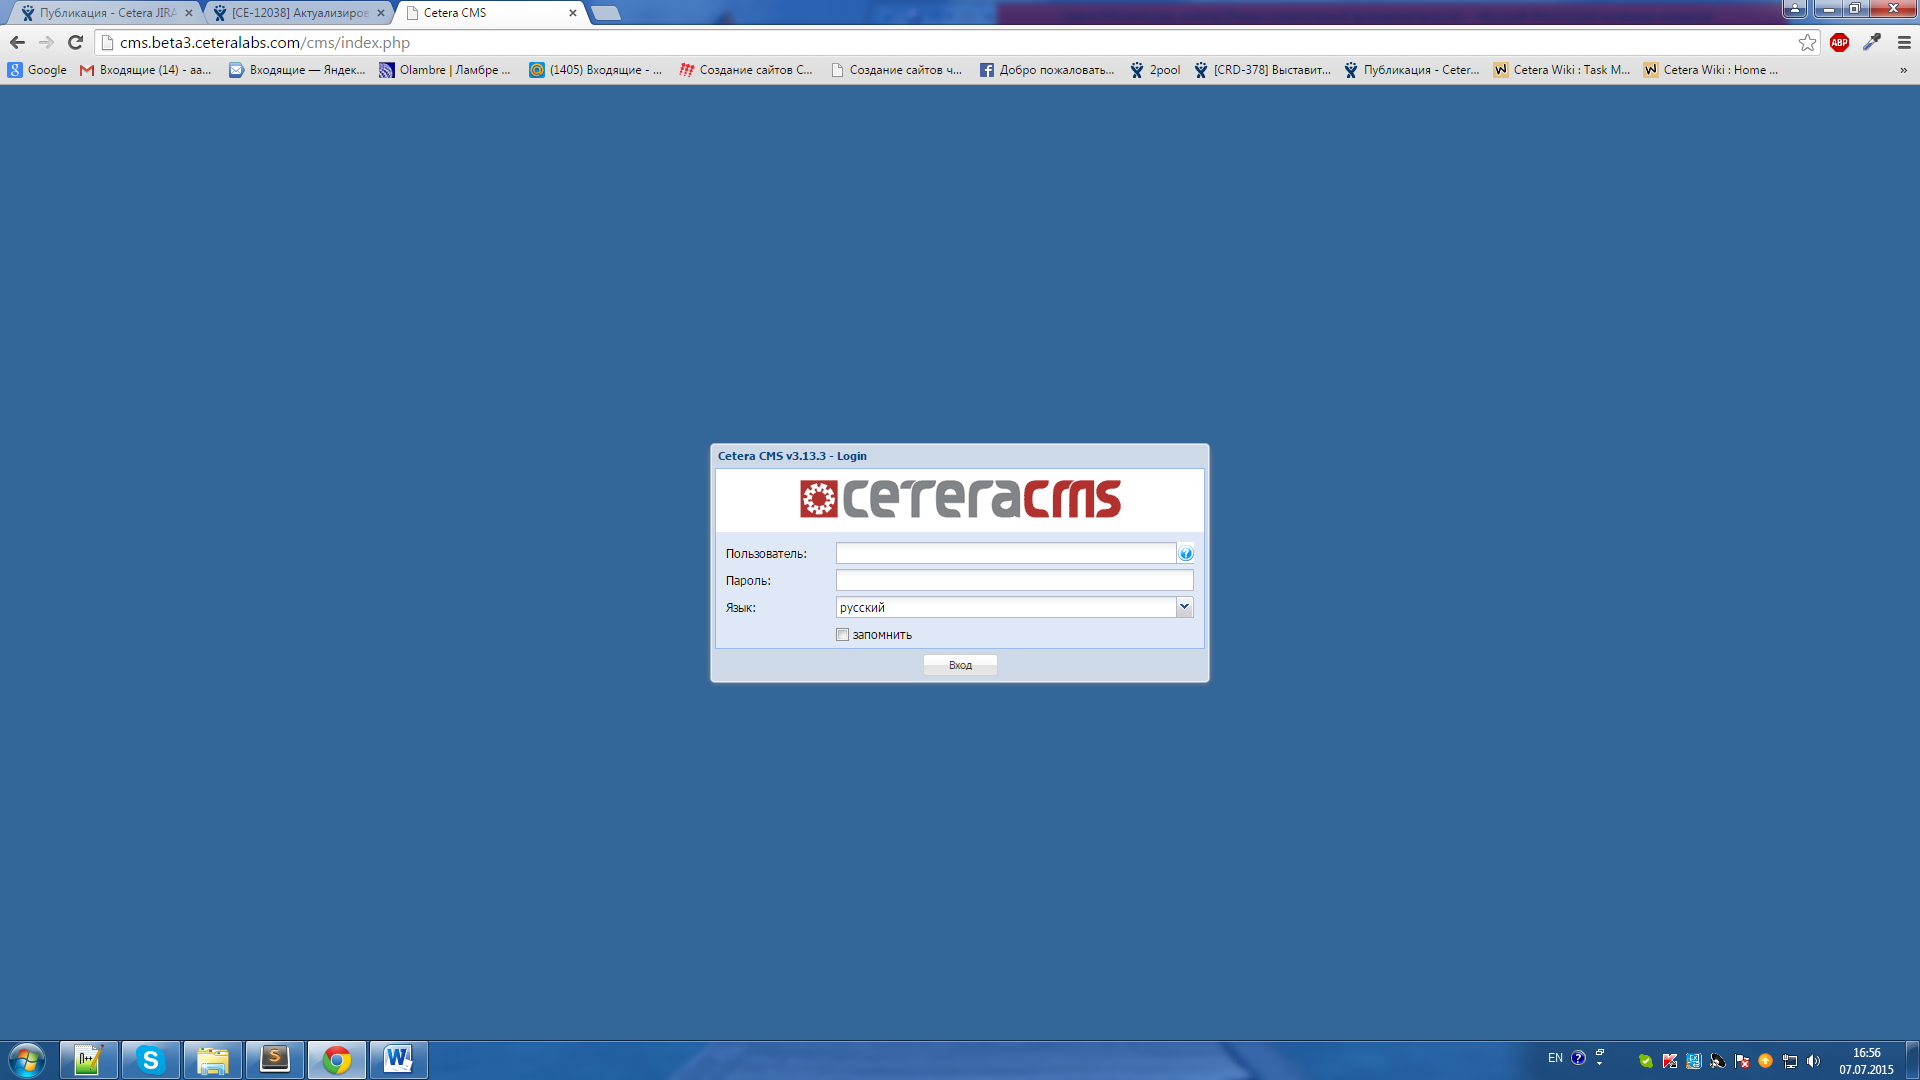 Публикация - Cetera JIRA
[CE-12038] Актуализиров
Cetera CMS
cms.beta3.ceteralabs.com/cms/index.php
ABP
Google
Входящие (14) - aa...
Входящие — Яндек...
Olambre | Ламбре ...
(1405) Входящие - ...
Создание сайтов С...
Создание сайтов ч...
Добро пожаловать...
2pool
[CRD-378] Выставит...
Публикация - Ceter...
Cetera Wiki : Task M...
Cetera Wiki : Home ...
»
Cetera CMS v3.13.3 - Login
ceteracms
Пользователь:
Пароль:
Язык:
русский
запомнить
Вход
EN
16:56
07.07.2015